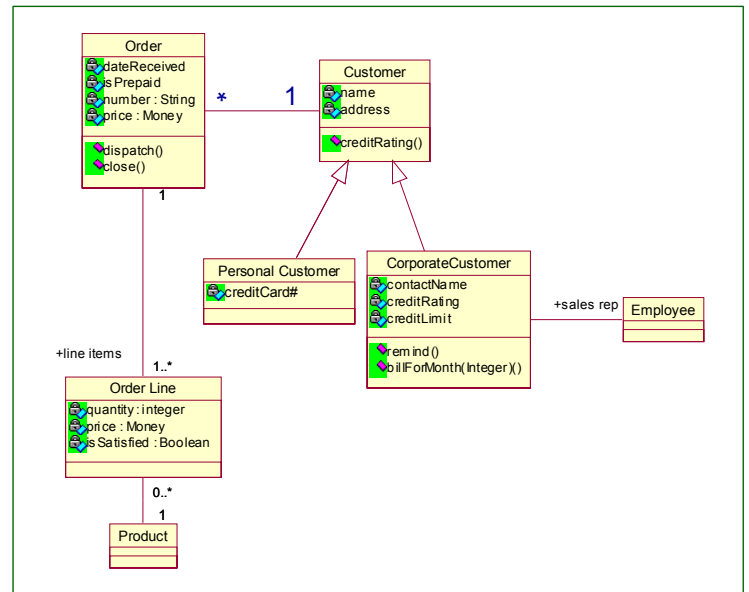 Order
dateReceived
isPrepaid
number : String
price : Money
dispatch()
close()
* 1
Customer
name
address
creditRating()
1
Personal Customer
creditCard#
CorporateCustomer
contactName
creditRating
creditLimit
remind()
billForMonth(Integer)()
+sales rep
Employee
+line items
1..*
Order Line
quantity : integer
price : Money
isSatisfied : Boolean
0..*
1
Product